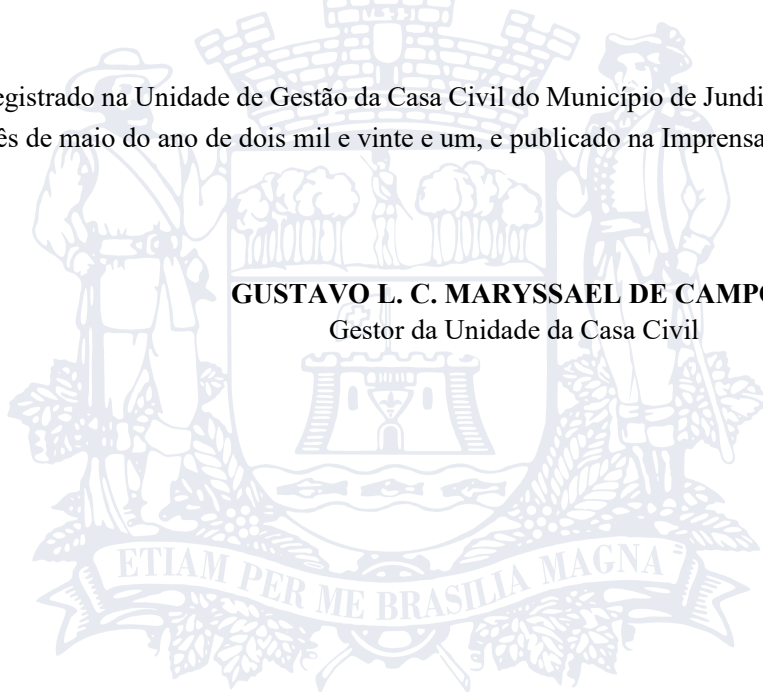 egistrado na Unidade de Gestão da Casa Civil do Município de Jundi
ês de maio do ano de dois mil e vinte e um, e publicado na Imprensa
GUSTAVO L. C. MARYSSAEL DE CAMPO
Gestor da Unidade da Casa Civil
ETIAM PER ME BRASILIA MAGNA